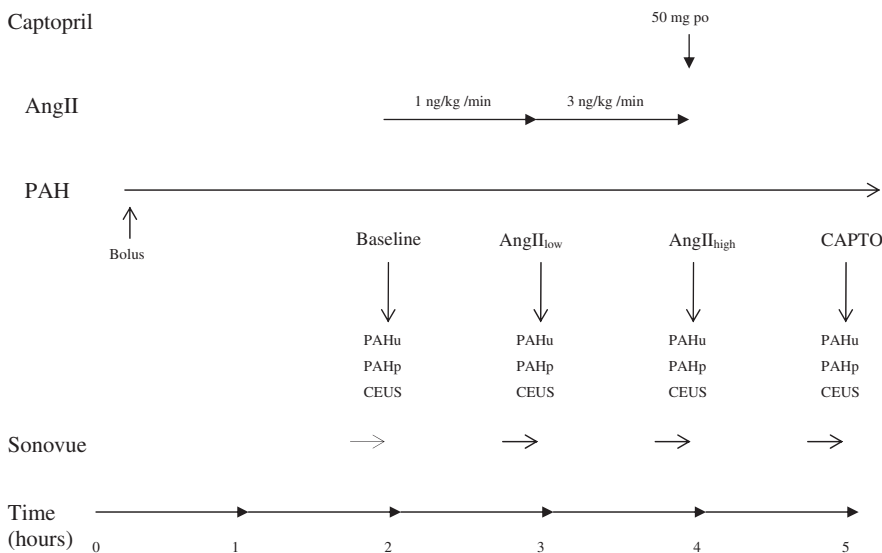 Captopril
50 mg po
AngII
1 ng/kg /min
3 ng/kg /min
PAH
Bolus
Baseline
AngIIlow
AngIIhigh
CAPTO
PAHu
PAHu
PAHu
PAHu
PAHp
PAHp
PAHp
PAHp
CEUS
CEUS
CEUS
CEUS
Sonovue
Time
(hours)
0
1
2
3
4
5